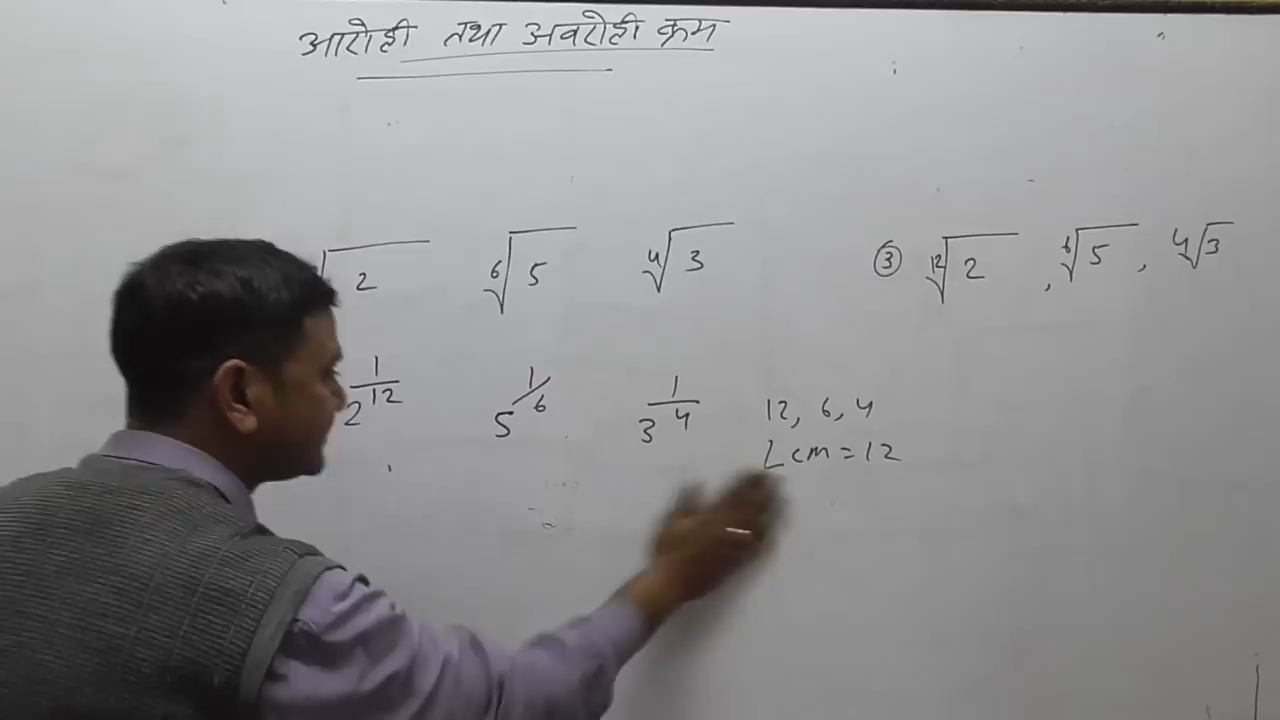 आरोही तथा अवरोही क्रम
√2 ⁶√5 ⁴√3
③ ¹²√2 , ⁶√5 , ⁴√3
2^1/12 5^1/6 3^1/4
12, 6, 4
Lcm = 12